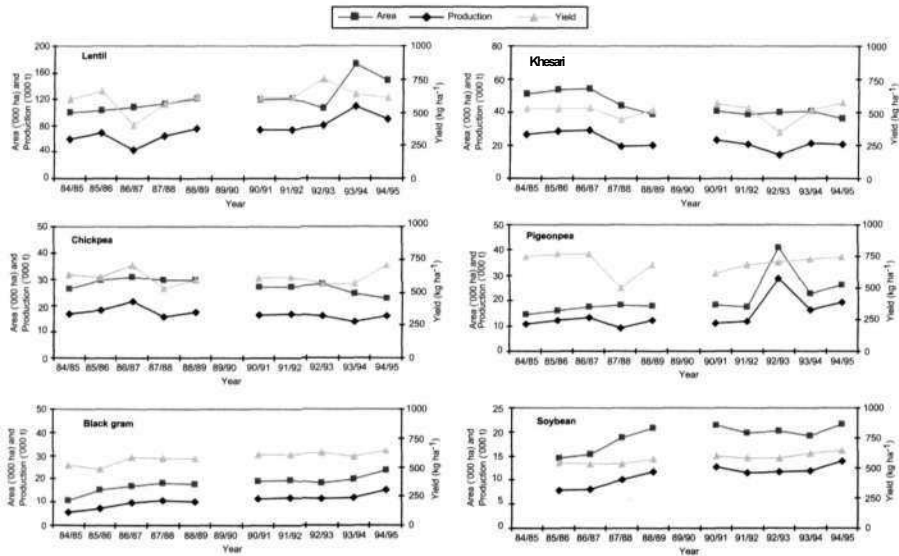 Area Production Yield
Lentil
Area ('000 ha) and
Production ('000 t)
200
160
120
80
40
0
1000
750
500
250
0
Yield (kg ha⁻¹)
84/85 85/86 86/87 87/88 88/89 89/90 90/91 91/92 92/93 93/94 94/95
Year
Khesari
Area ('000 ha) and
Production ('000 t)
80
60
40
20
0
1000
750
500
250
0
Yield (kg ha⁻¹)
84/85 85/86 86/87 87/88 88/89 89/90 90/91 91/92 92/93 93/94 94/95
Year
Chickpea
Area ('000 ha) and
Production ('000 t)
50
40
30
20
10
0
1000
750
500
250
0
Yield (kg ha⁻¹)
84/85 85/86 86/87 87/88 88/89 89/90 90/91 91/92 92/93 93/94 94/95
Year
Pigeonpea
Area ('000 ha) and
Production ('000 t)
50
40
30
20
10
0
1000
750
500
250
0
Yield (kg ha⁻¹)
84/85 85/86 86/87 87/88 88/89 89/90 90/91 91/92 92/93 93/94 94/95
Year
Black gram
Area ('000 ha) and
Production ('000 t)
50
40
30
20
10
0
1000
750
500
250
0
Yield (kg ha⁻¹)
84/85 85/86 86/87 87/88 88/89 89/90 90/91 91/92 92/93 93/94 94/95
Year
Soybean
Area ('000 ha) and
Production ('000 t)
25
20
15
10
5
0
1000
750
500
250
0
Yield (kg ha⁻¹)
84/85 85/86 86/87 87/88 88/89 89/90 90/91 91/92 92/93 93/94 94/95
Year